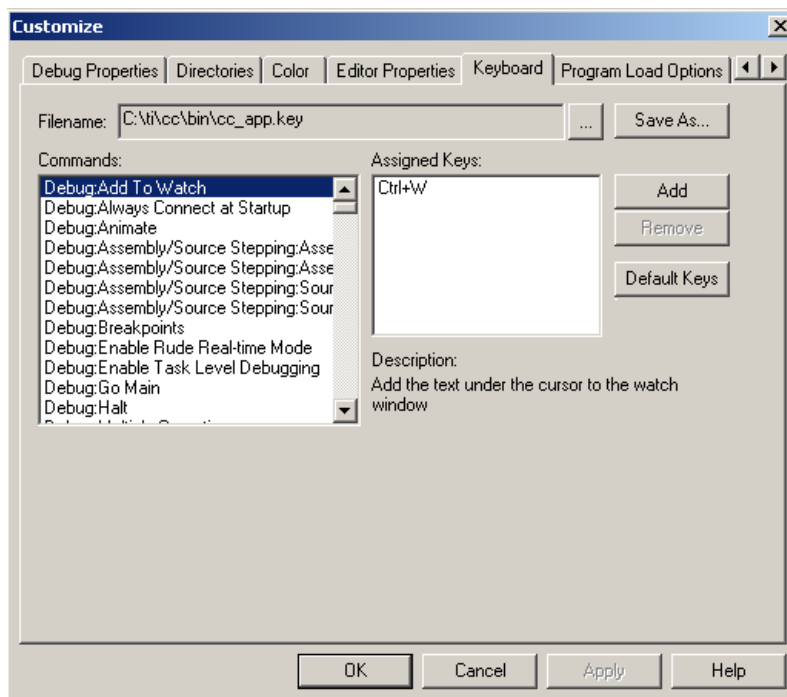 Customize
Debug Properties
Directories
Color
Editor Properties
Keyboard
Program Load Options
Filename:
C:\ti\cc\bin\cc_app.key
...
Save As...
Commands:
Debug:Add To Watch
Debug:Always Connect at Startup
Debug:Animate
Debug:Assembly/Source Stepping:Asse
Debug:Assembly/Source Stepping:Asse
Debug:Assembly/Source Stepping:Sour
Debug:Assembly/Source Stepping:Sour
Debug:Breakpoints
Debug:Enable Rude Real-time Mode
Debug:Enable Task Level Debugging
Debug:Go Main
Debug:Halt
Assigned Keys:
Ctrl+W
Add
Remove
Default Keys
Description:
Add the text under the cursor to the watch
window
OK
Cancel
Apply
Help